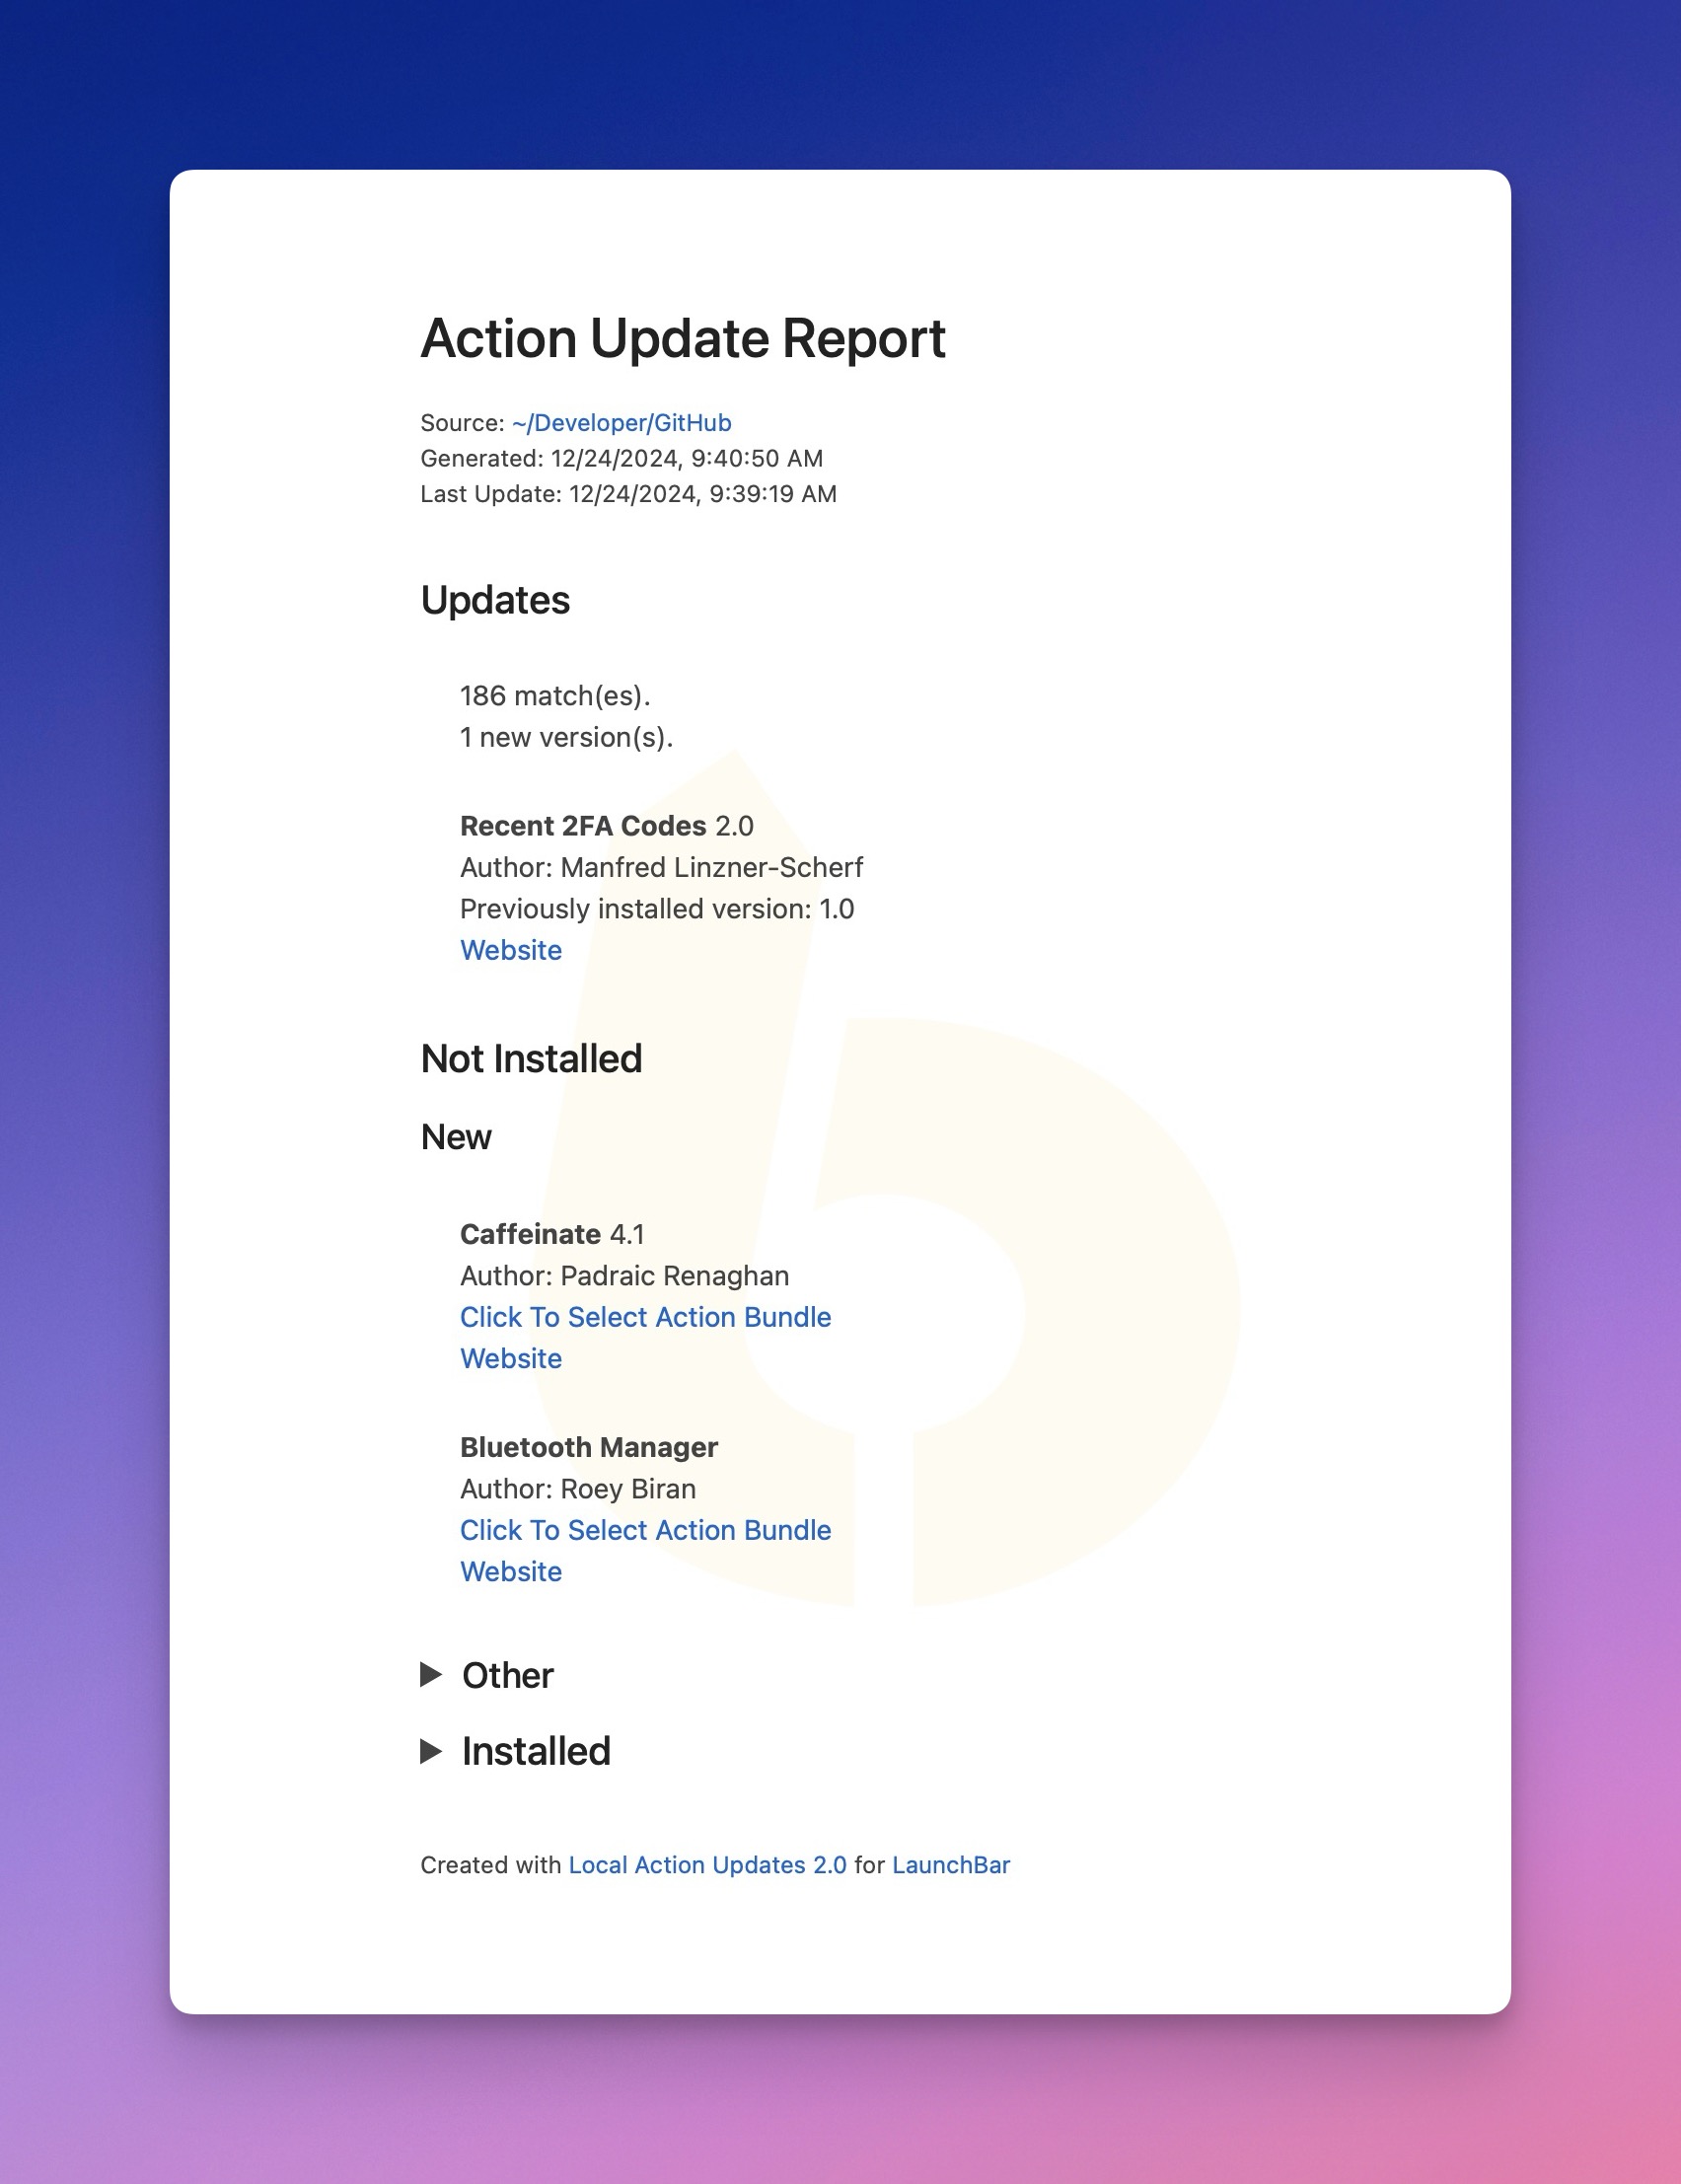 Action Update Report
Source: ~/Developer/GitHub
Generated: 12/24/2024, 9:40:50 AM
Last Update: 12/24/2024, 9:39:19 AM
Updates
186 match(es).
1 new version(s).
Recent 2FA Codes 2.0
Author: Manfred Linzner-Scherf
Previously installed version: 1.0
Website
Not Installed
New
Caffeinate 4.1
Author: Padraic Renaghan
Click To Select Action Bundle
Website
Bluetooth Manager
Author: Roey Biran
Click To Select Action Bundle
Website
Other
Installed
Created with Local Action Updates 2.0 for LaunchBar